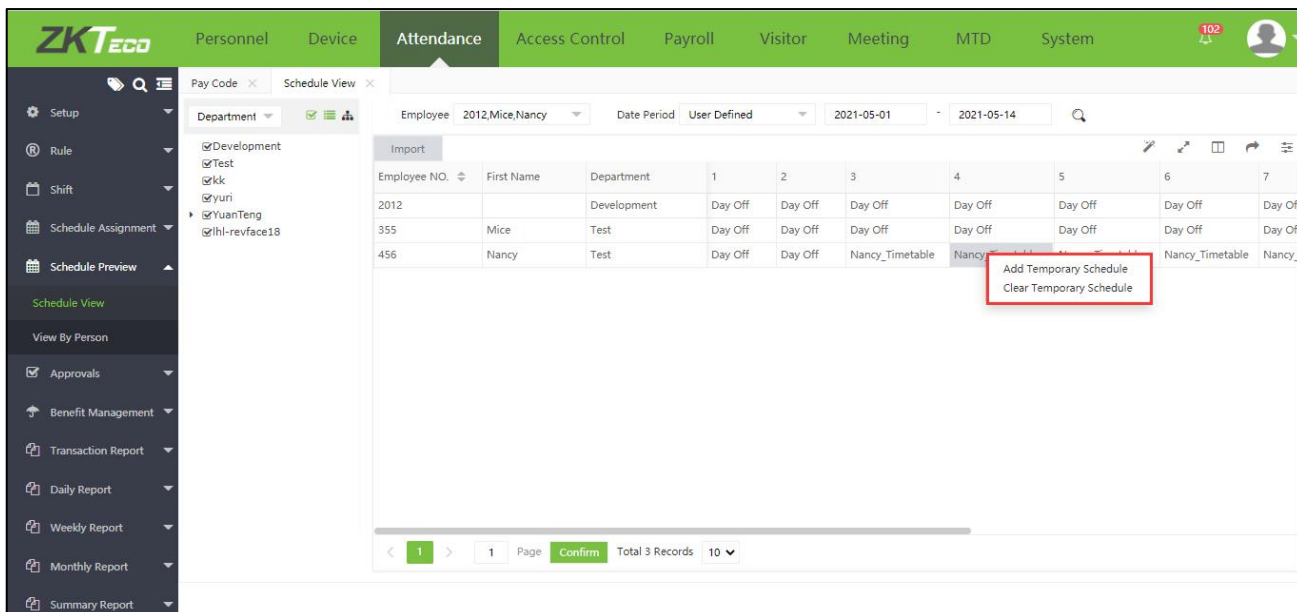 ZKTeco Personnel Device Attendance Access Control Payroll Visitor Meeting MTD System 102
Pay Code Schedule View
Setup
Rule
Shift
Schedule Assignment
Schedule Preview
Schedule View
View By Person
Approvals
Benefit Management
Transaction Report
Daily Report
Weekly Report
Monthly Report
Summary Report
Department
Development
Test
kk
yuri
YuanTeng
lhl-revface18
Employee 2012,Mice,Nancy Date Period User Defined 2021-05-01 - 2021-05-14
Import
Employee NO. First Name Department 1 2 3 4 5 6 7
2012 Development Day Off Day Off Day Off Day Off Day Off Day Off Day Of
355 Mice Test Day Off Day Off Day Off Day Off Day Off Day Off Day Of
456 Nancy Test Day Off Day Off Nancy_Timetable Nancy_Timetable Nancy_
Add Temporary Schedule
Clear Temporary Schedule
1 1 Page Confirm Total 3 Records 10